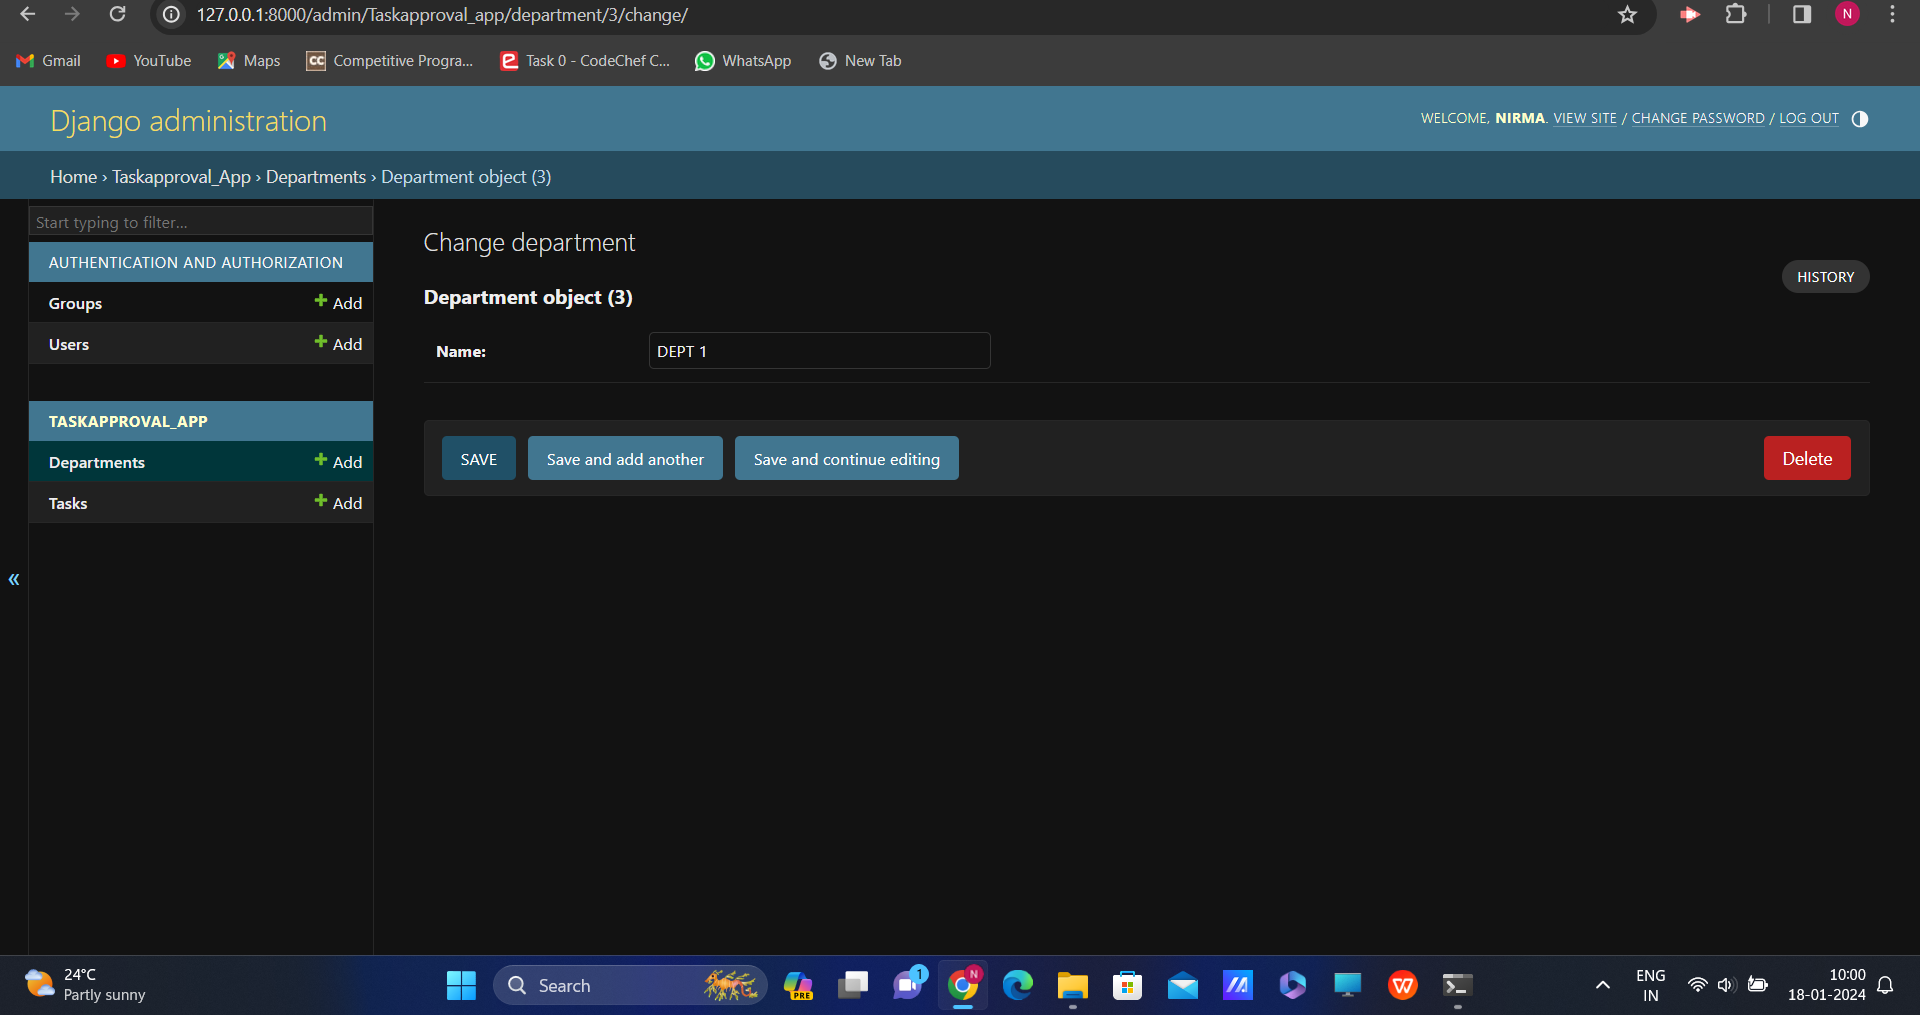 127.0.0.1:8000/admin/Taskapproval_app/department/3/change/
N
Gmail YouTube Maps CC Competitive Progra... Task 0 - CodeChef C... WhatsApp New Tab
Django administration
WELCOME, NIRMA. VIEW SITE / CHANGE PASSWORD / LOG OUT
Home › Taskapproval_App › Departments › Department object (3)
Start typing to filter...
AUTHENTICATION AND AUTHORIZATION
Groups + Add
Users + Add
TASKAPPROVAL_APP
Departments + Add
Tasks + Add
«
Change department
HISTORY
Department object (3)
Name: DEPT 1
SAVE Save and add another Save and continue editing Delete
24°C
Partly sunny
Search
PRE
1
N
W
ENG
IN
10:00
18-01-2024